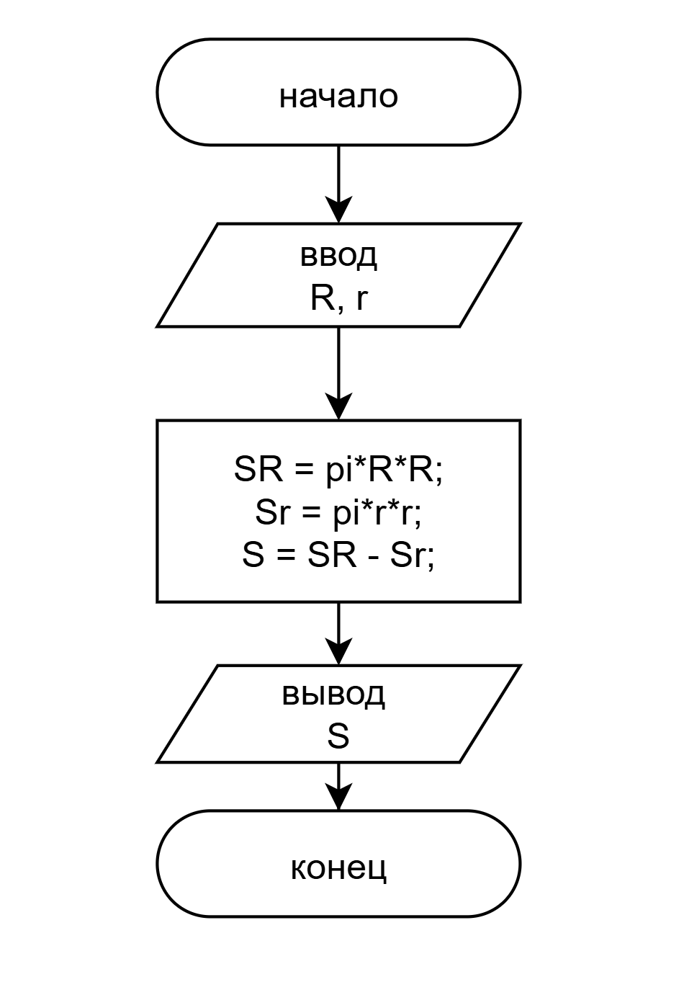 начало
ввод
R, r
SR = pi*R*R;
Sr = pi*r*r;
S = SR - Sr;
вывод
S
конец